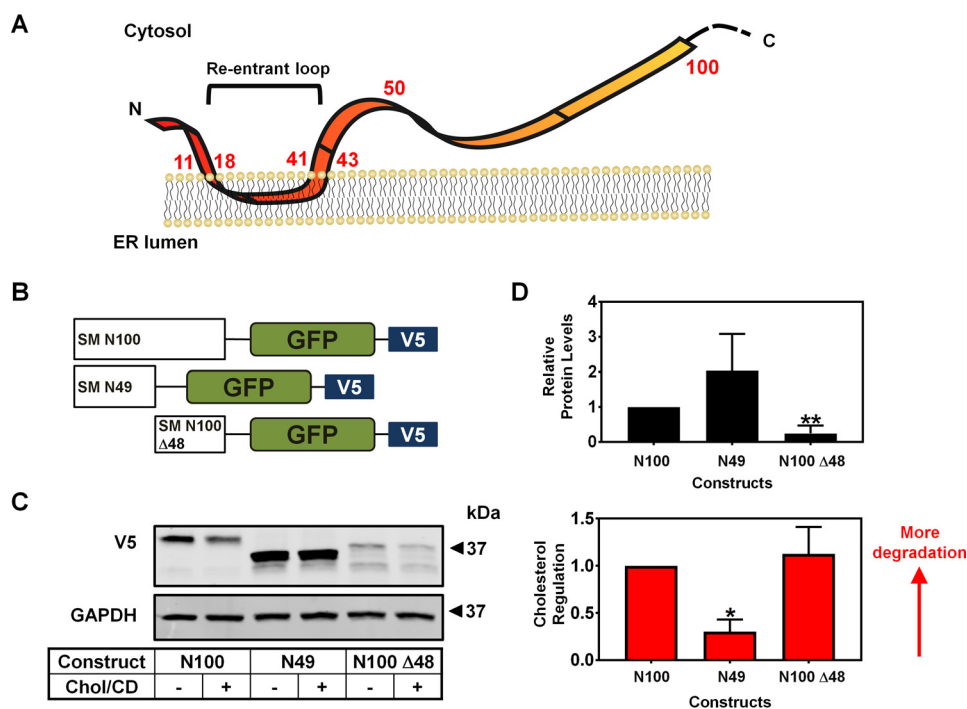 A
Cytosol
Re-entrant loop
N
C
11
18
41
43
50
100
ER lumen
B
SM N100
GFP
V5
SM N49
GFP
V5
SM N100
Δ48
GFP
V5
C
kDa
V5
37
GAPDH
37
Construct N100 N49 N100 Δ48
Chol/CD - + - + - +
D
Relative
Protein Levels
4
3
2
1
0
**
N100 N49 N100 Δ48
Constructs
Cholesterol
Regulation
1.5
1.0
0.5
0.0
*
N100 N49 N100 Δ48
Constructs
More
degradation